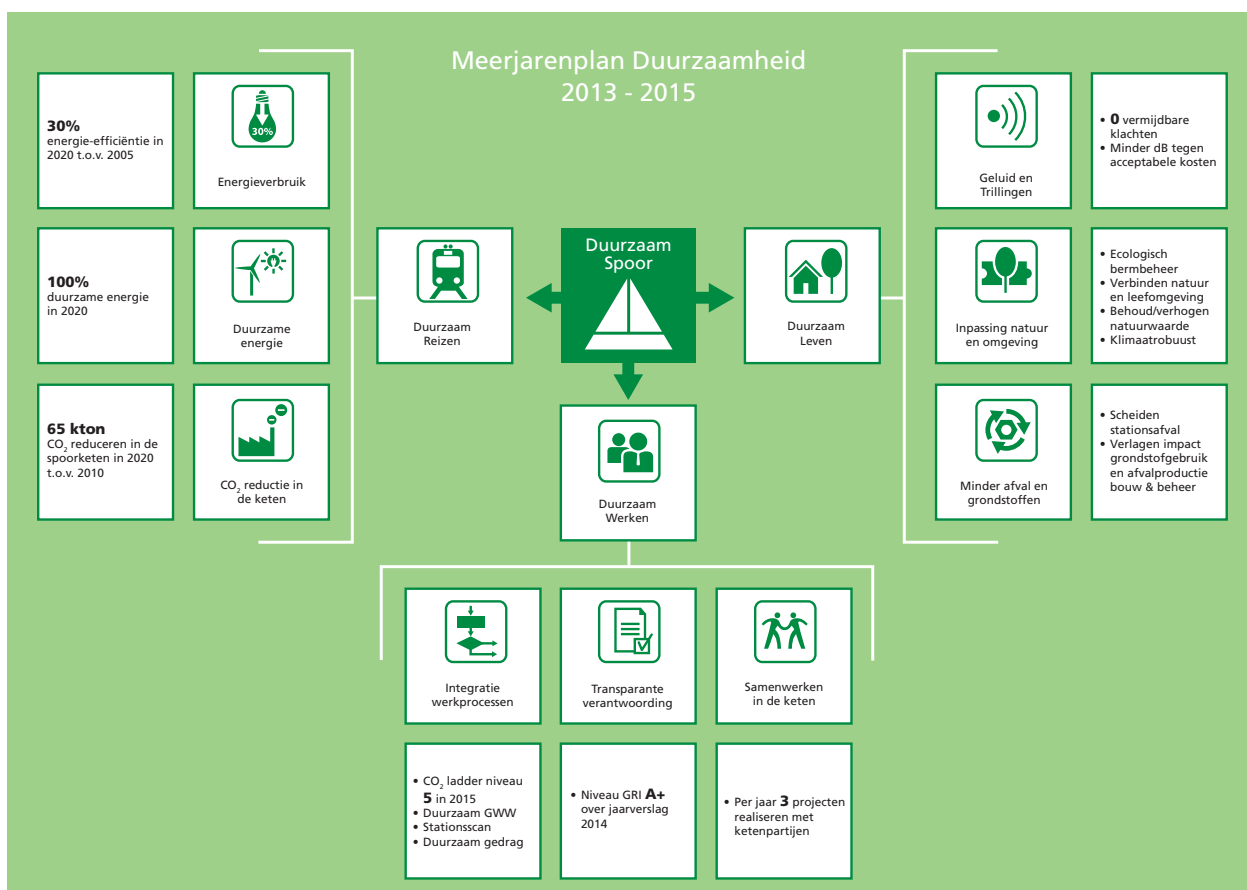 Meerjarenplan Duurzaamheid
2013 - 2015
30%
energie-efficiëntie in
2020 t.o.v. 2005
30%
Energieverbruik
100%
duurzame energie
in 2020
Duurzame
energie
65 kton
CO₂ reduceren in de
spoorketen in 2020
t.o.v. 2010
CO₂ reductie in
de keten
Duurzaam
Reizen
Duurzaam
Spoor
Duurzaam
Leven
Duurzaam
Werken
Geluid en
Trillingen
• 0 vermijdbare
klachten
• Minder dB tegen
acceptabele kosten
Inpassing natuur
en omgeving
• Ecologisch
bermbeheer
• Verbinden natuur
en leefomgeving
• Behoud/verhogen
natuurwaarde
• Klimaatrobuust
Minder afval en
grondstoffen
• Scheiden
stationsafval
• Verlagen impact
grondstofgebruik
en afvalproductie
bouw & beheer
Integratie
werkprocessen
Transparante
verantwoording
Samenwerken
in de keten
• CO₂ ladder niveau
5 in 2015
• Duurzaam GWW
• Stationsscan
• Duurzaam gedrag
• Niveau GRI A+
over jaarverslag
2014
• Per jaar 3 projecten
realiseren met
ketenpartijen